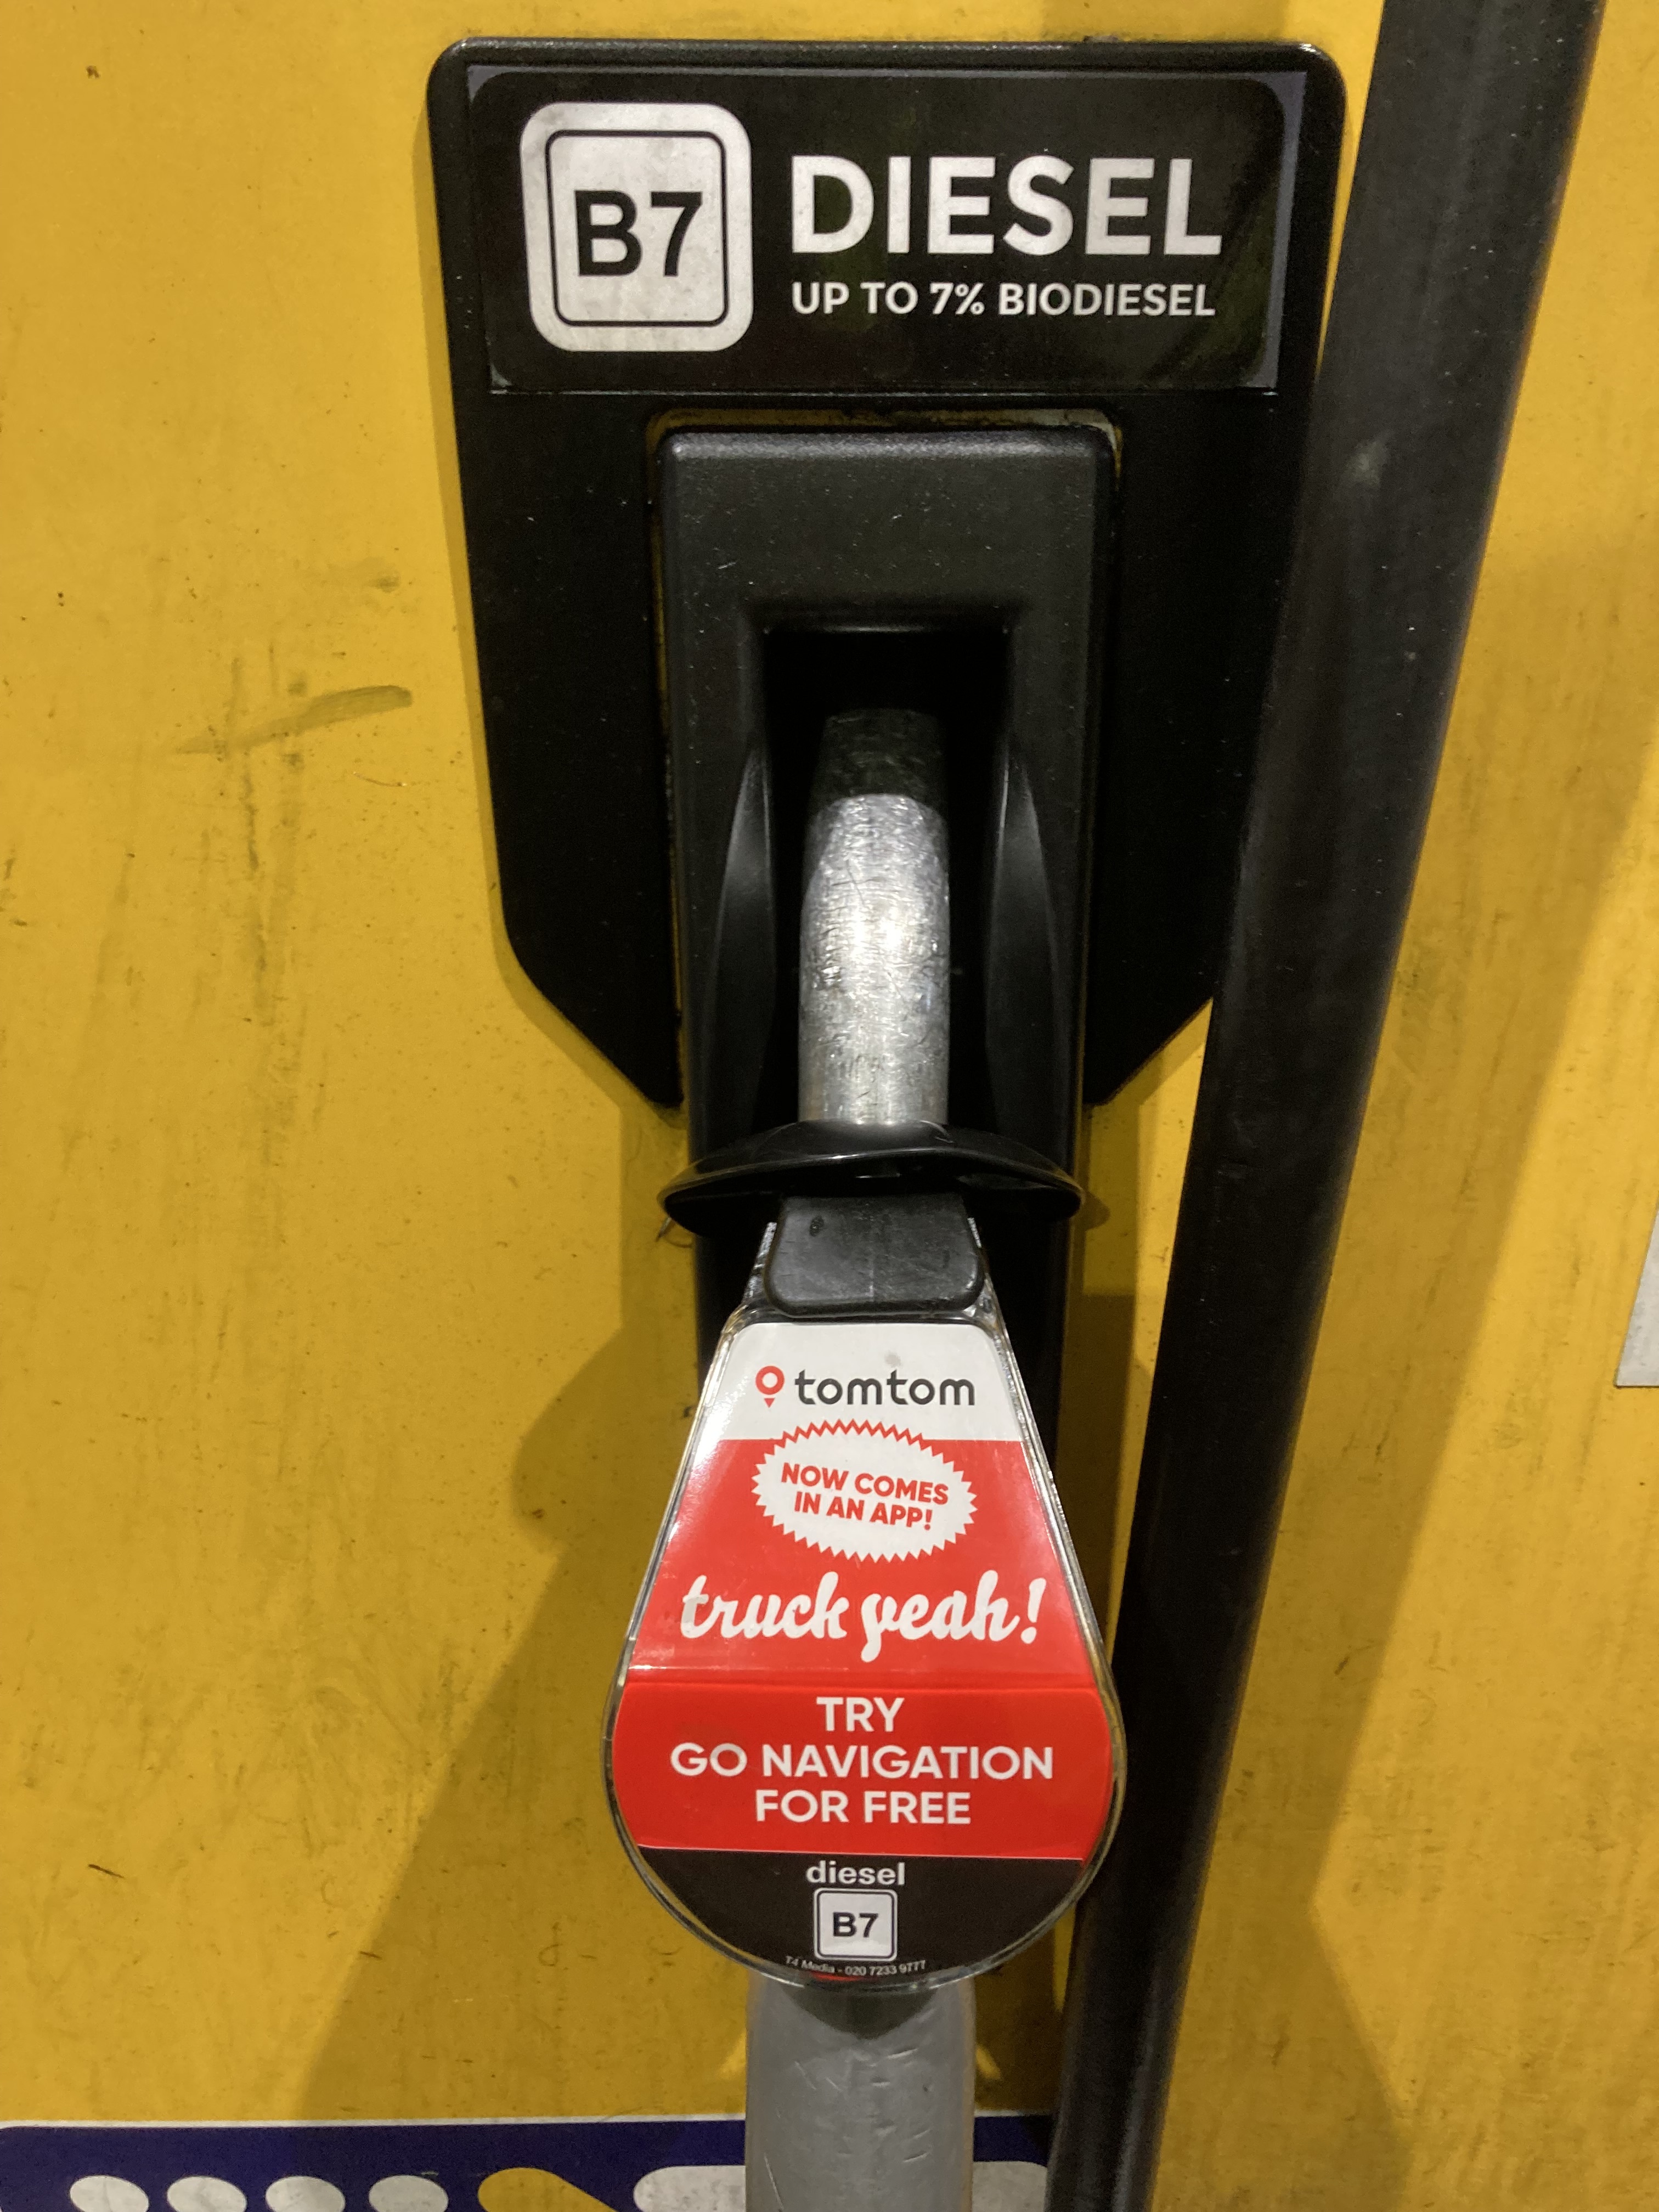 B7
DIESEL
UP TO 7% BIODIESEL
tomtom
NOW COMES
IN AN APP!
truck yeah!
TRY
GO NAVIGATION
FOR FREE
diesel
B7
T4 Media - 020 7233 9777